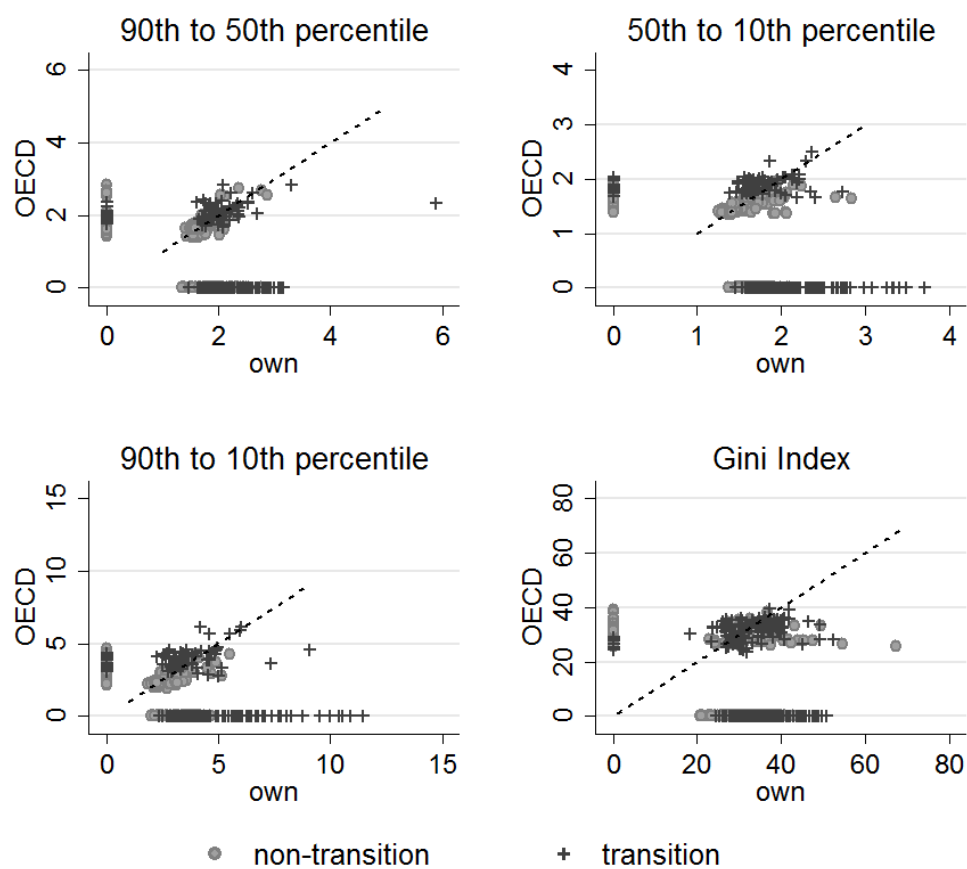 90th to 50th percentile
6
4
2
0
OECD
0 2 4 6
own
50th to 10th percentile
4
3
2
1
0
OECD
0 1 2 3 4
own
90th to 10th percentile
15
10
5
0
OECD
0 5 10 15
own
Gini Index
80
60
40
20
0
OECD
0 20 40 60 80
own
non-transition transition